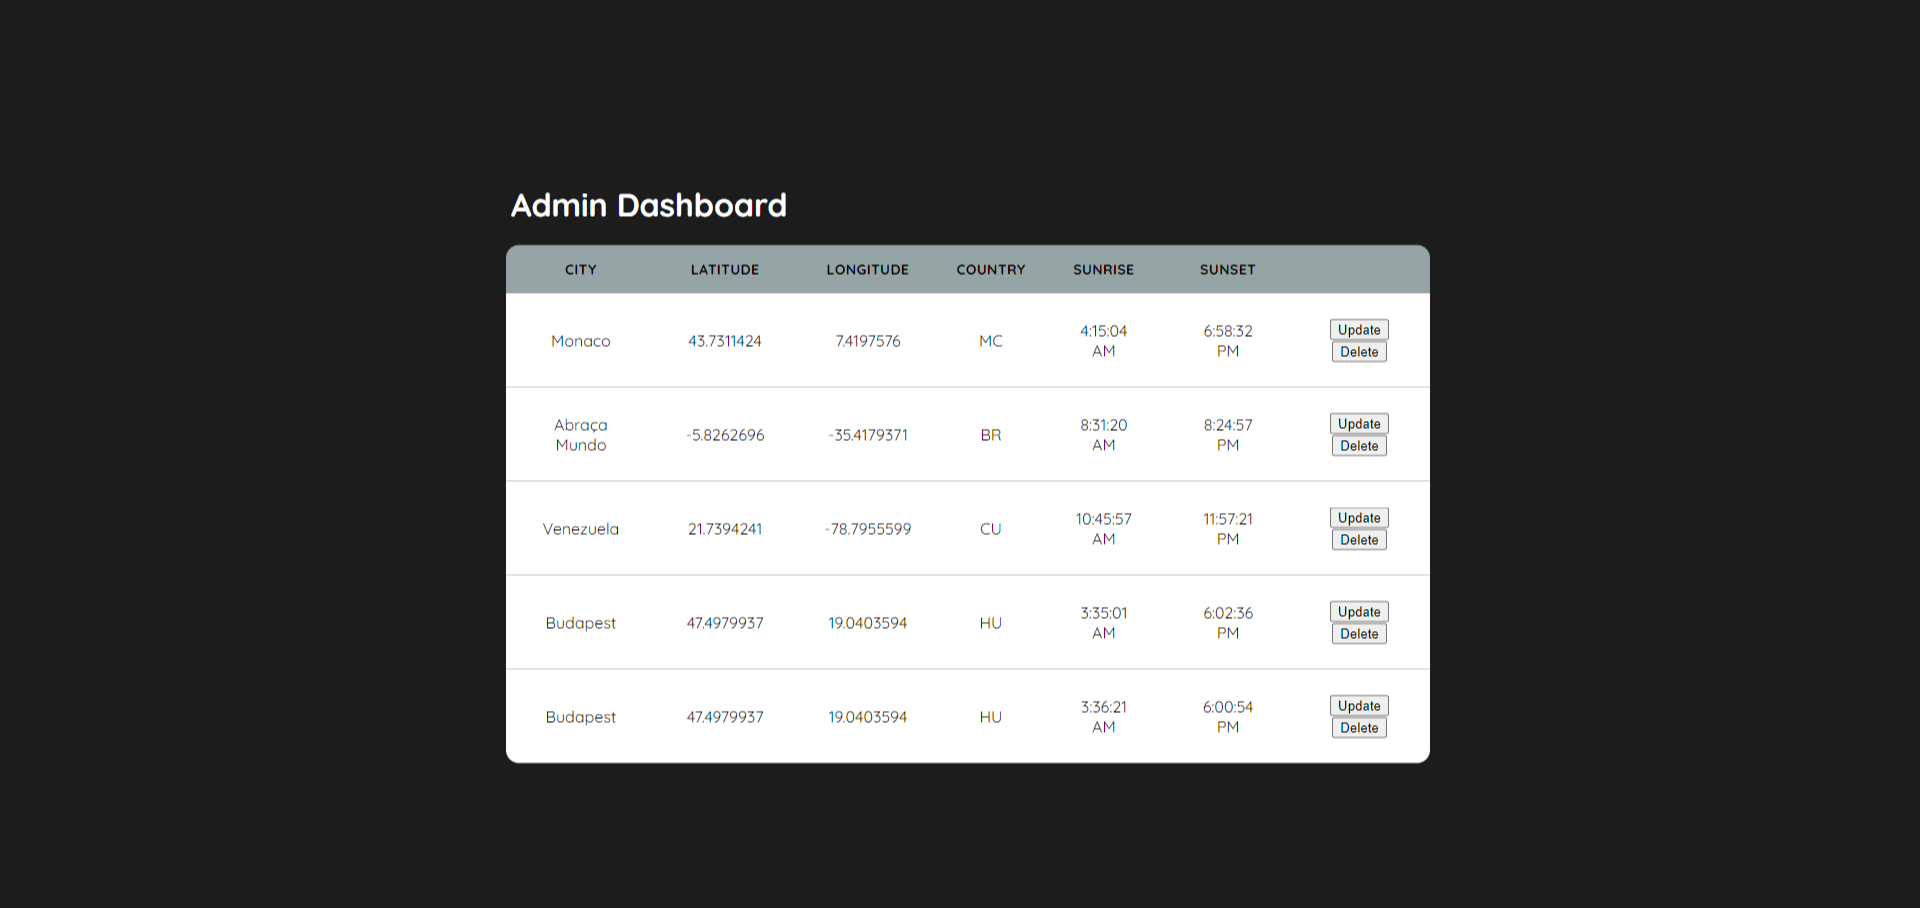 Admin Dashboard
CITY LATITUDE LONGITUDE COUNTRY SUNRISE SUNSET
Monaco 43.7311424 7.4197576 MC 4:15:04 AM 6:58:32 PM Update Delete
Abraça Mundo -5.8262696 -35.4179371 BR 8:31:20 AM 8:24:57 PM Update Delete
Venezuela 21.7394241 -78.7955599 CU 10:45:57 AM 11:57:21 PM Update Delete
Budapest 47.4979937 19.0403594 HU 3:35:01 AM 6:02:36 PM Update Delete
Budapest 47.4979937 19.0403594 HU 3:36:21 AM 6:00:54 PM Update Delete